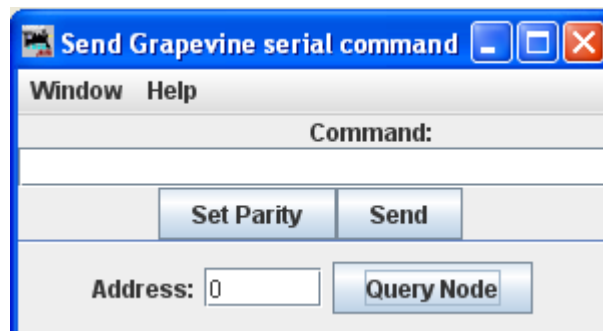 Send Grapevine serial command
Window Help
Command:
Set Parity Send
Address: 0 Query Node